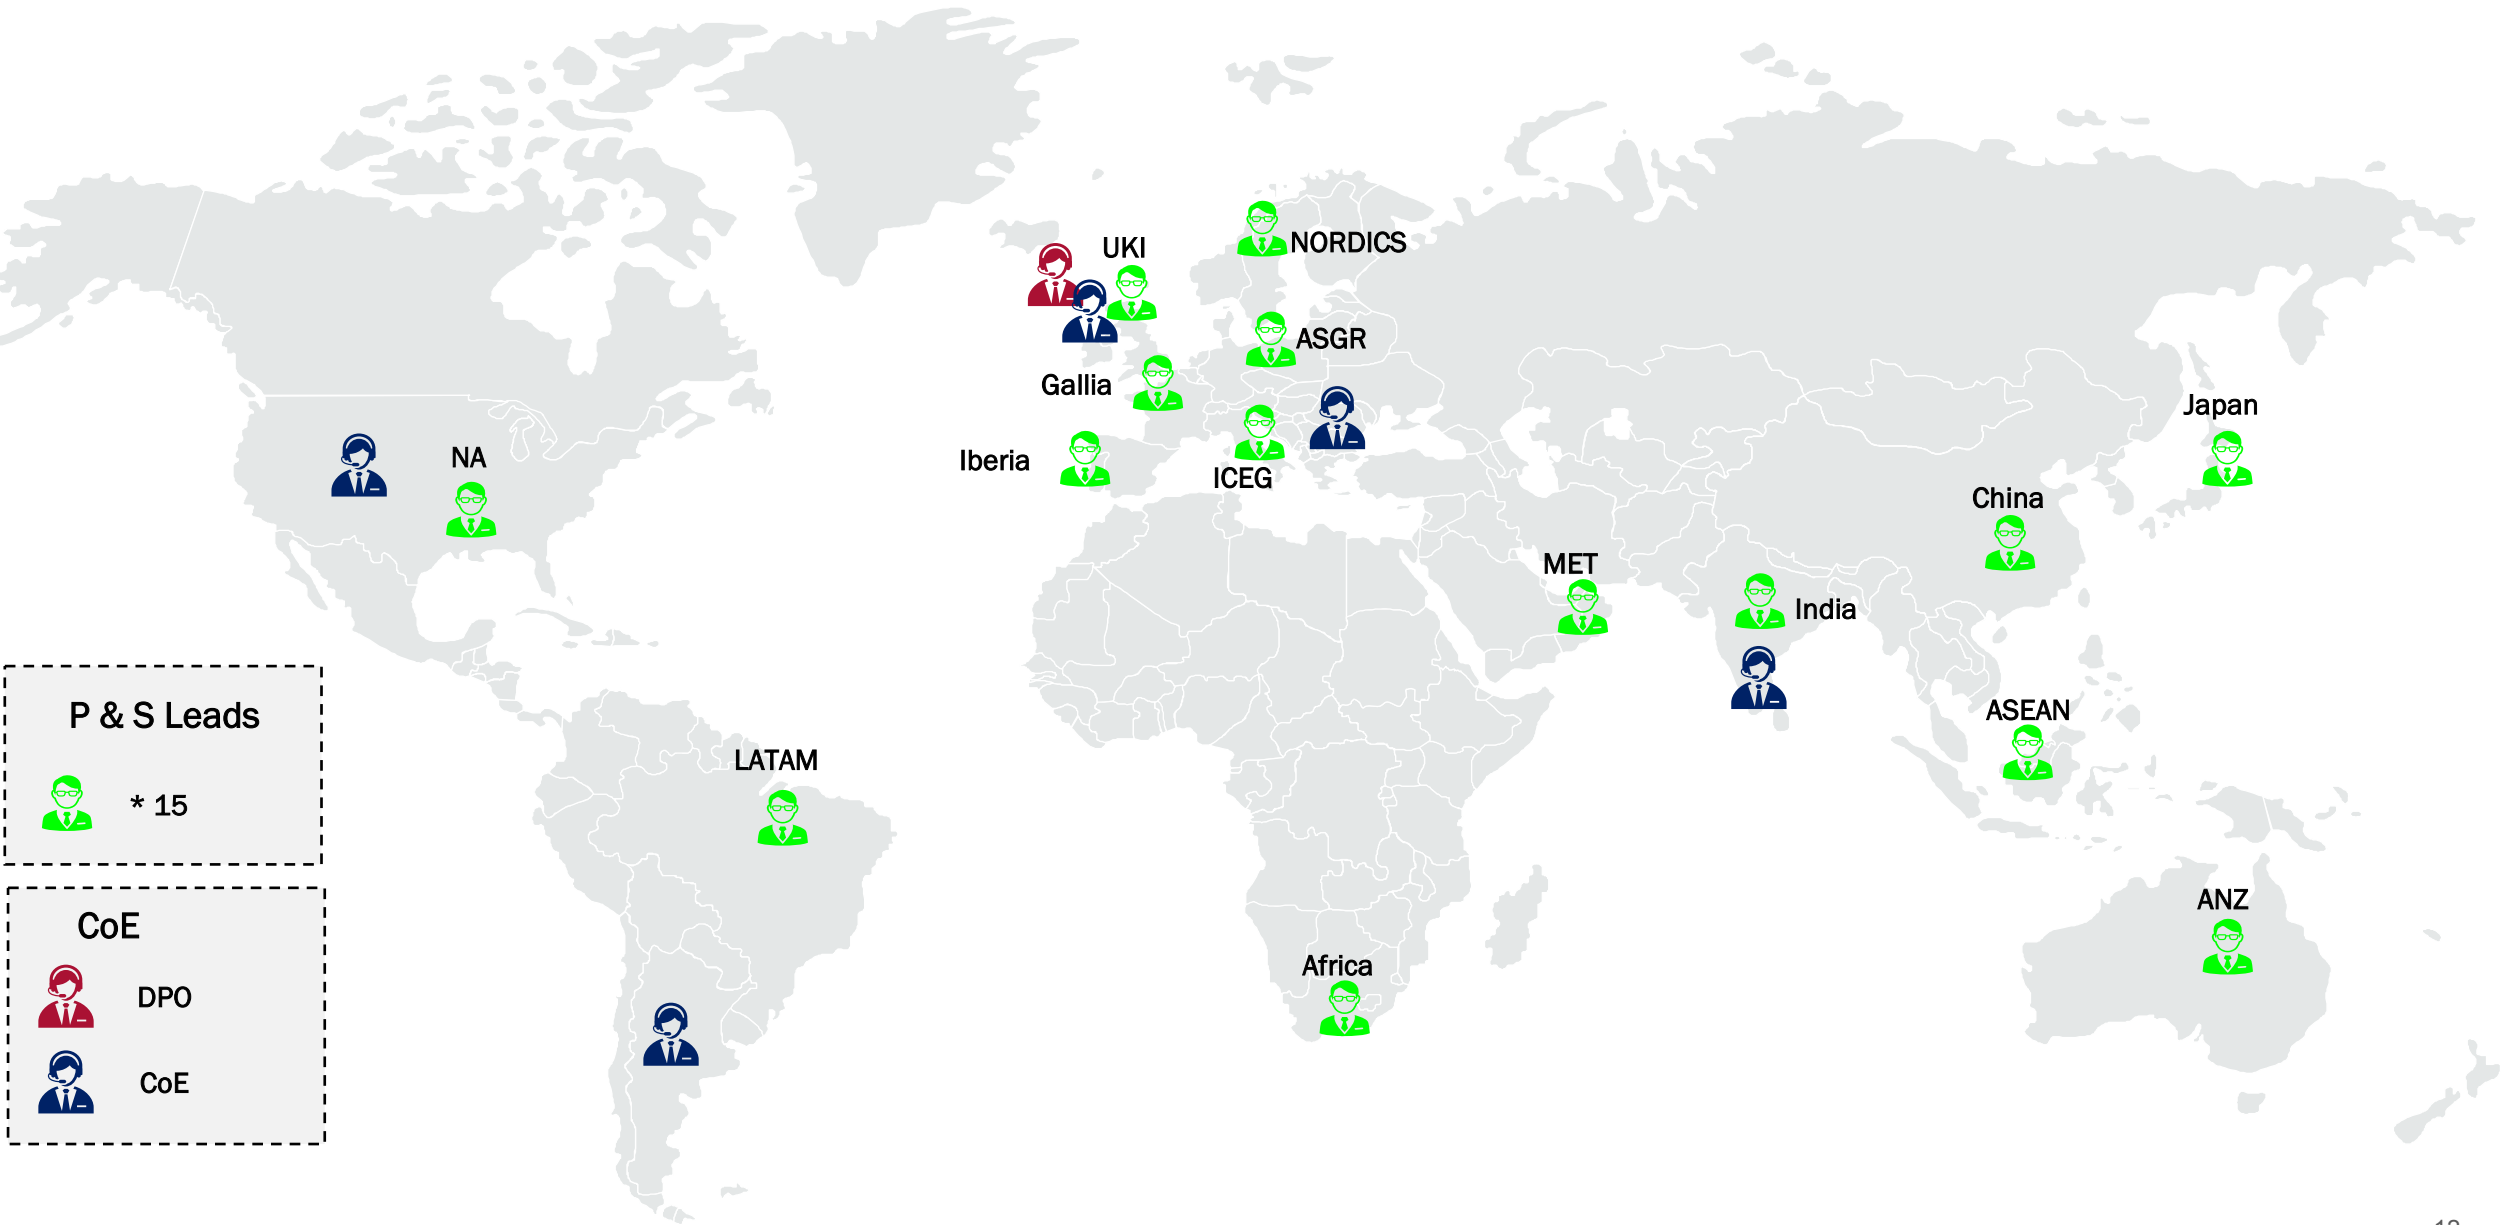 NORDICS
UKI
ASGR
Gallia
Japan
NA
Iberia
ICEG
China
MET
India
P & S Leads
ASEAN
LATAM
* 15
ANZ
CoE
Africa
DPO
CoE